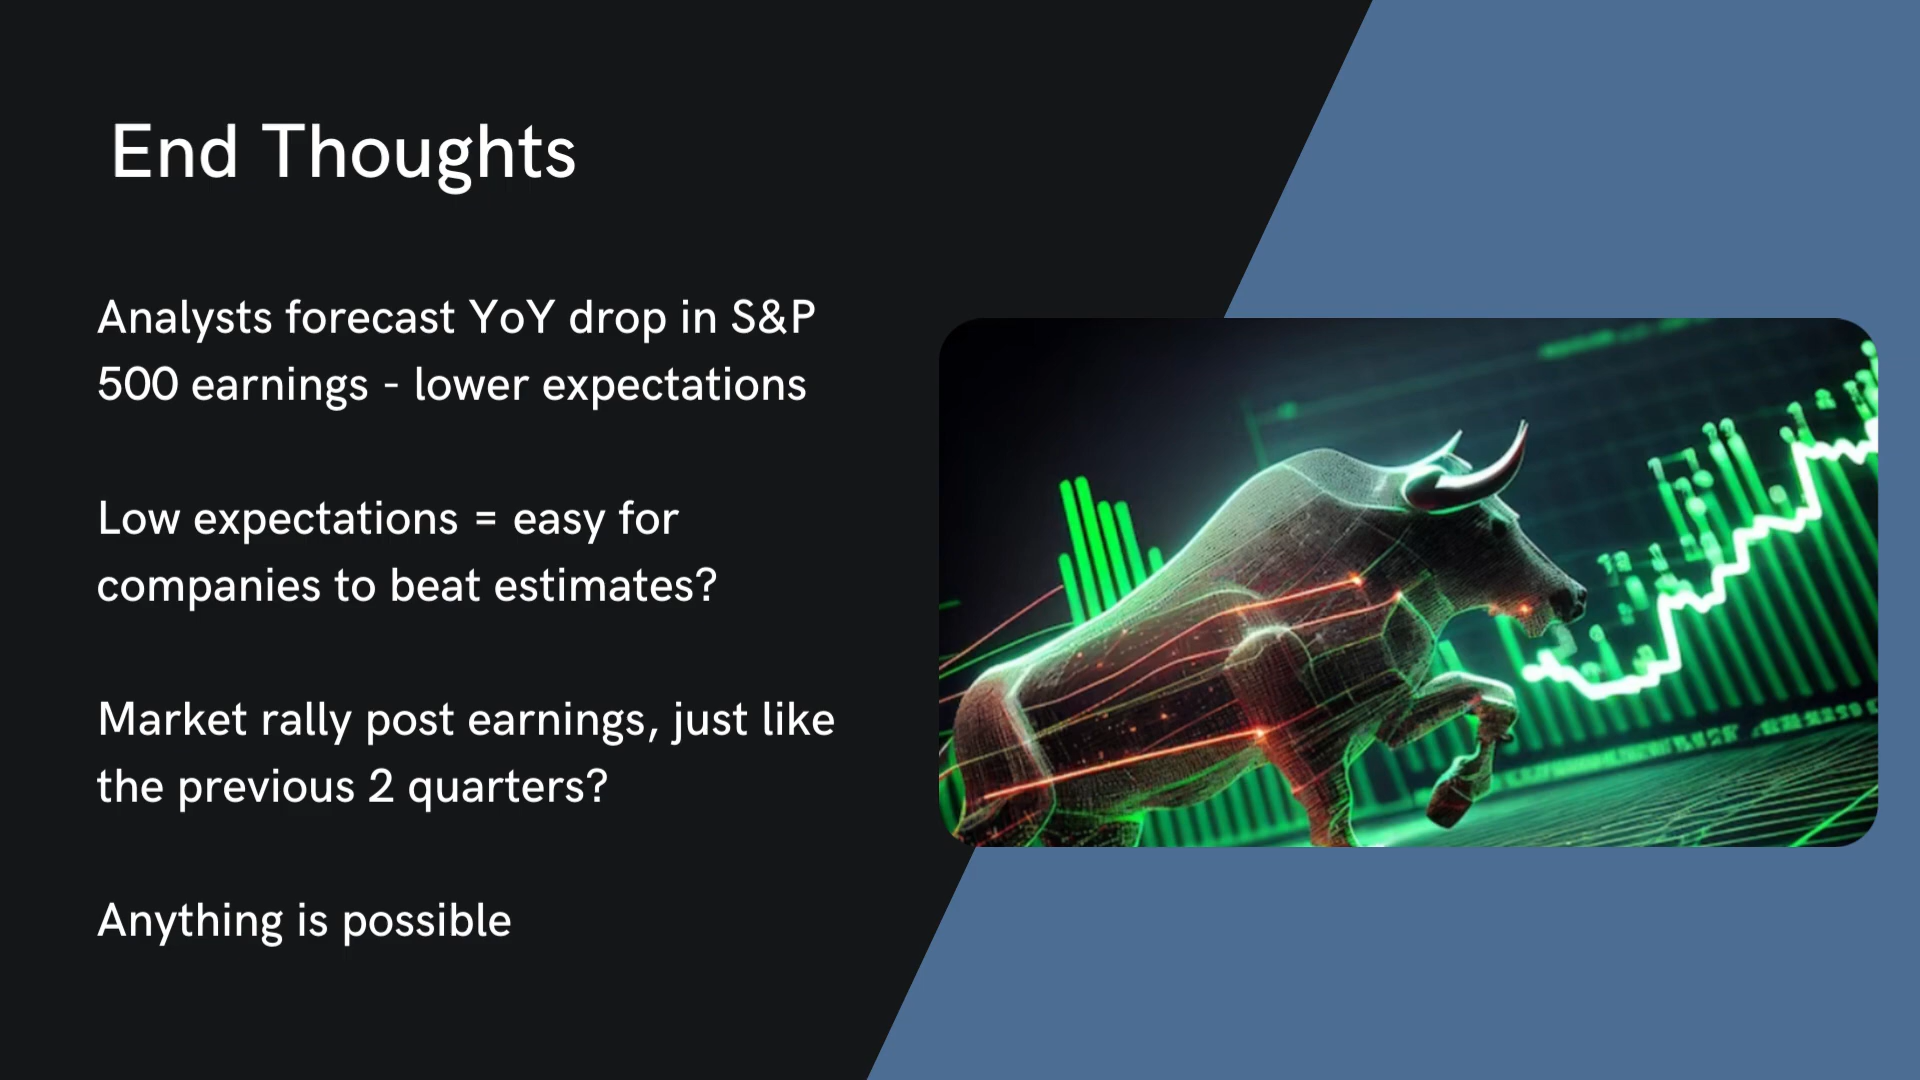 End Thoughts
Analysts forecast YoY drop in S&P
500 earnings - lower expectations
Low expectations = easy for
companies to beat estimates?
Market rally post earnings, just like
the previous 2 quarters?
Anything is possible